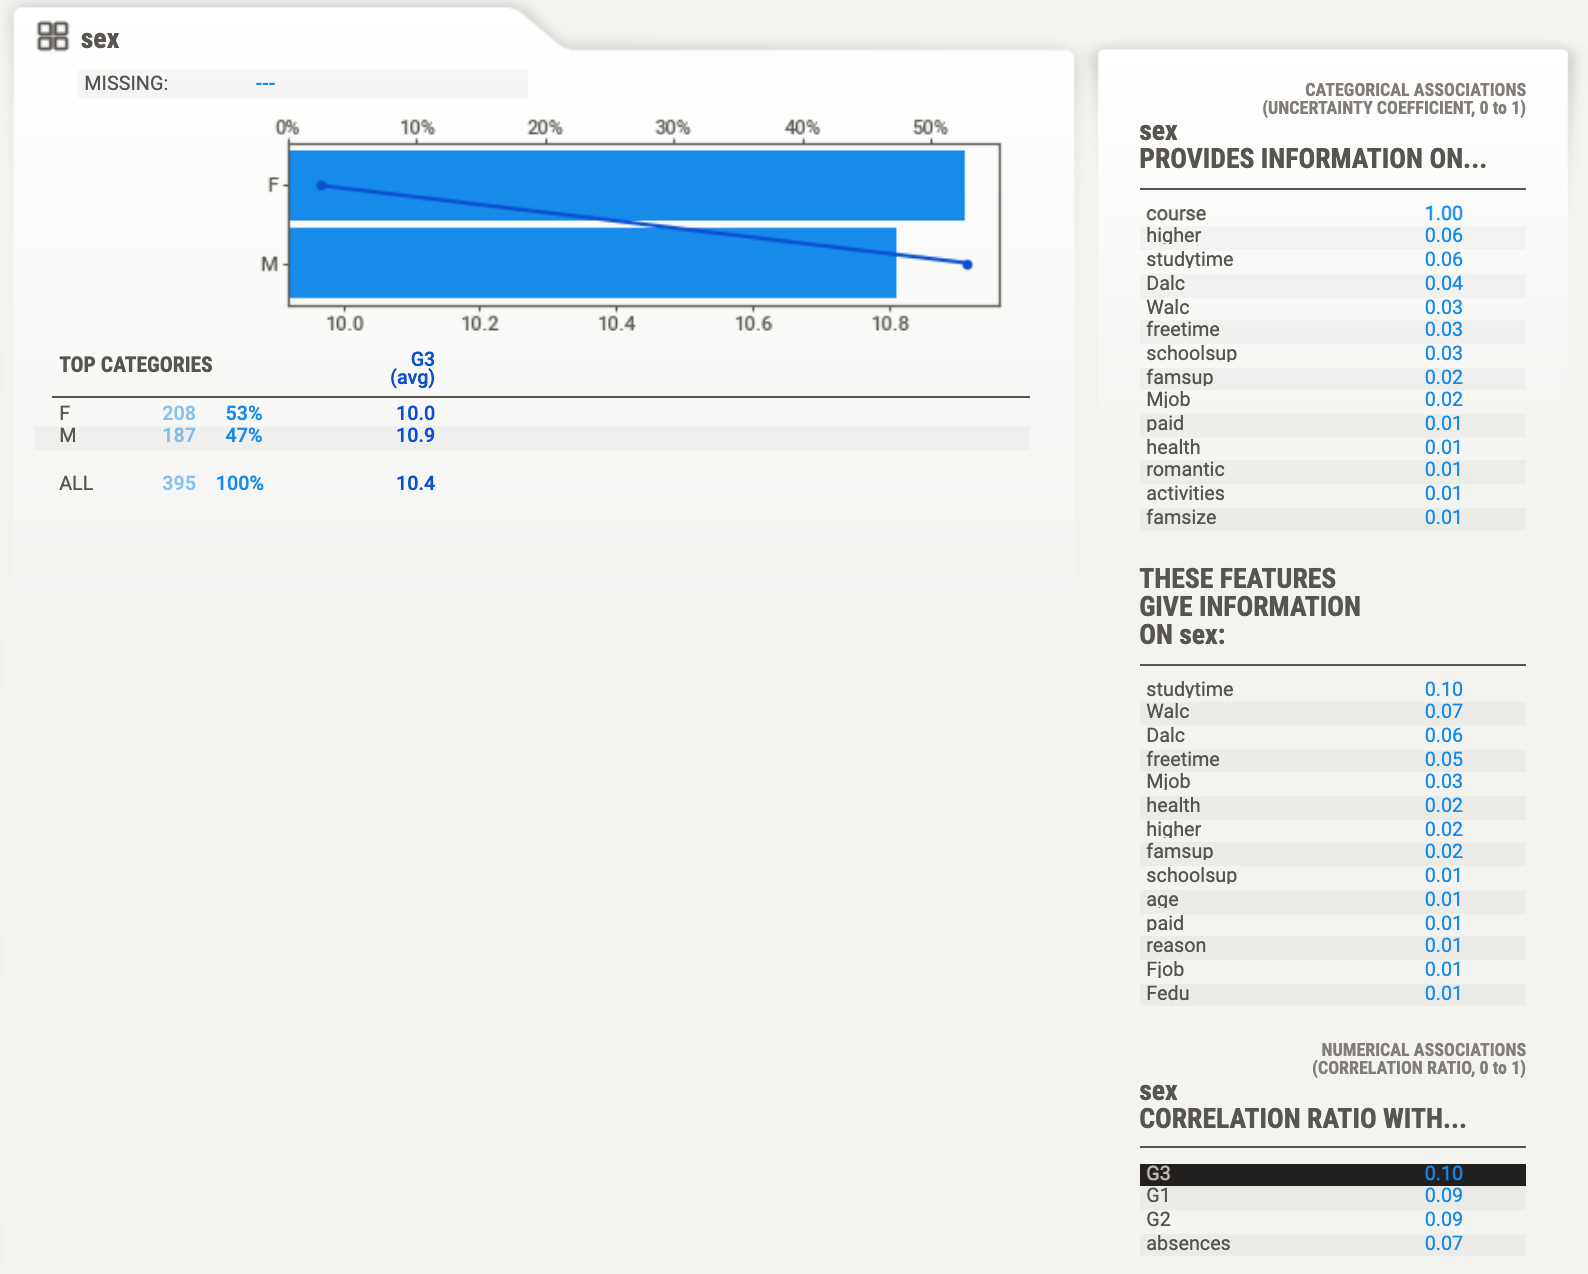 sex
MISSING: ---
0% 10% 20% 30% 40% 50%
F
M
10.0 10.2 10.4 10.6 10.8
TOP CATEGORIES G3
(avg)
F 208 53% 10.0
M 187 47% 10.9
ALL 395 100% 10.4
CATEGORICAL ASSOCIATIONS
(UNCERTAINTY COEFFICIENT, 0 to 1)
sex
PROVIDES INFORMATION ON...
course 1.00
higher 0.06
studytime 0.06
Dalc 0.04
Walc 0.03
freetime 0.03
schoolsup 0.03
famsup 0.02
Mjob 0.02
paid 0.01
health 0.01
romantic 0.01
activities 0.01
famsize 0.01
THESE FEATURES
GIVE INFORMATION
ON sex:
studytime 0.10
Walc 0.07
Dalc 0.06
freetime 0.05
Mjob 0.03
health 0.02
higher 0.02
famsup 0.02
schoolsup 0.01
age 0.01
paid 0.01
reason 0.01
Fjob 0.01
Fedu 0.01
NUMERICAL ASSOCIATIONS
(CORRELATION RATIO, 0 to 1)
sex
CORRELATION RATIO WITH...
G3 0.10
G1 0.09
G2 0.09
absences 0.07